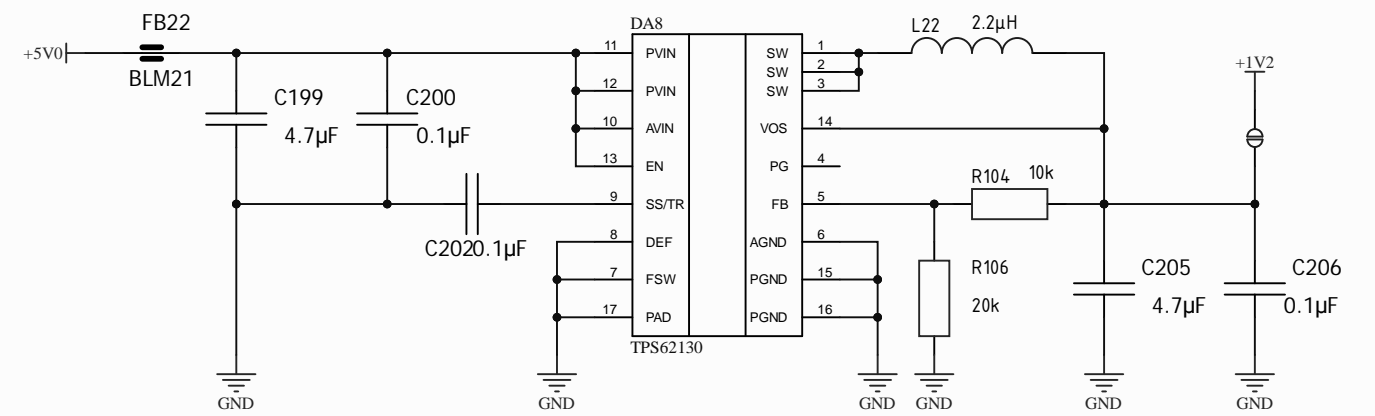 FB22
+5V0
BLM21
C199
4.7µF
C200
0.1µF
C2020.1µF
DA8
11 PVIN
12 PVIN
10 AVIN
13 EN
9 SS/TR
8 DEF
7 FSW
17 PAD
SW 1
SW 2
SW 3
VOS 14
PG 4
FB 5
AGND 6
PGND 15
PGND 16
TPS62130
L22 2.2µH
+1V2
R104 10k
R106
20k
C205
4.7µF
C206
0.1µF
GND
GND
GND
GND
GND
GND